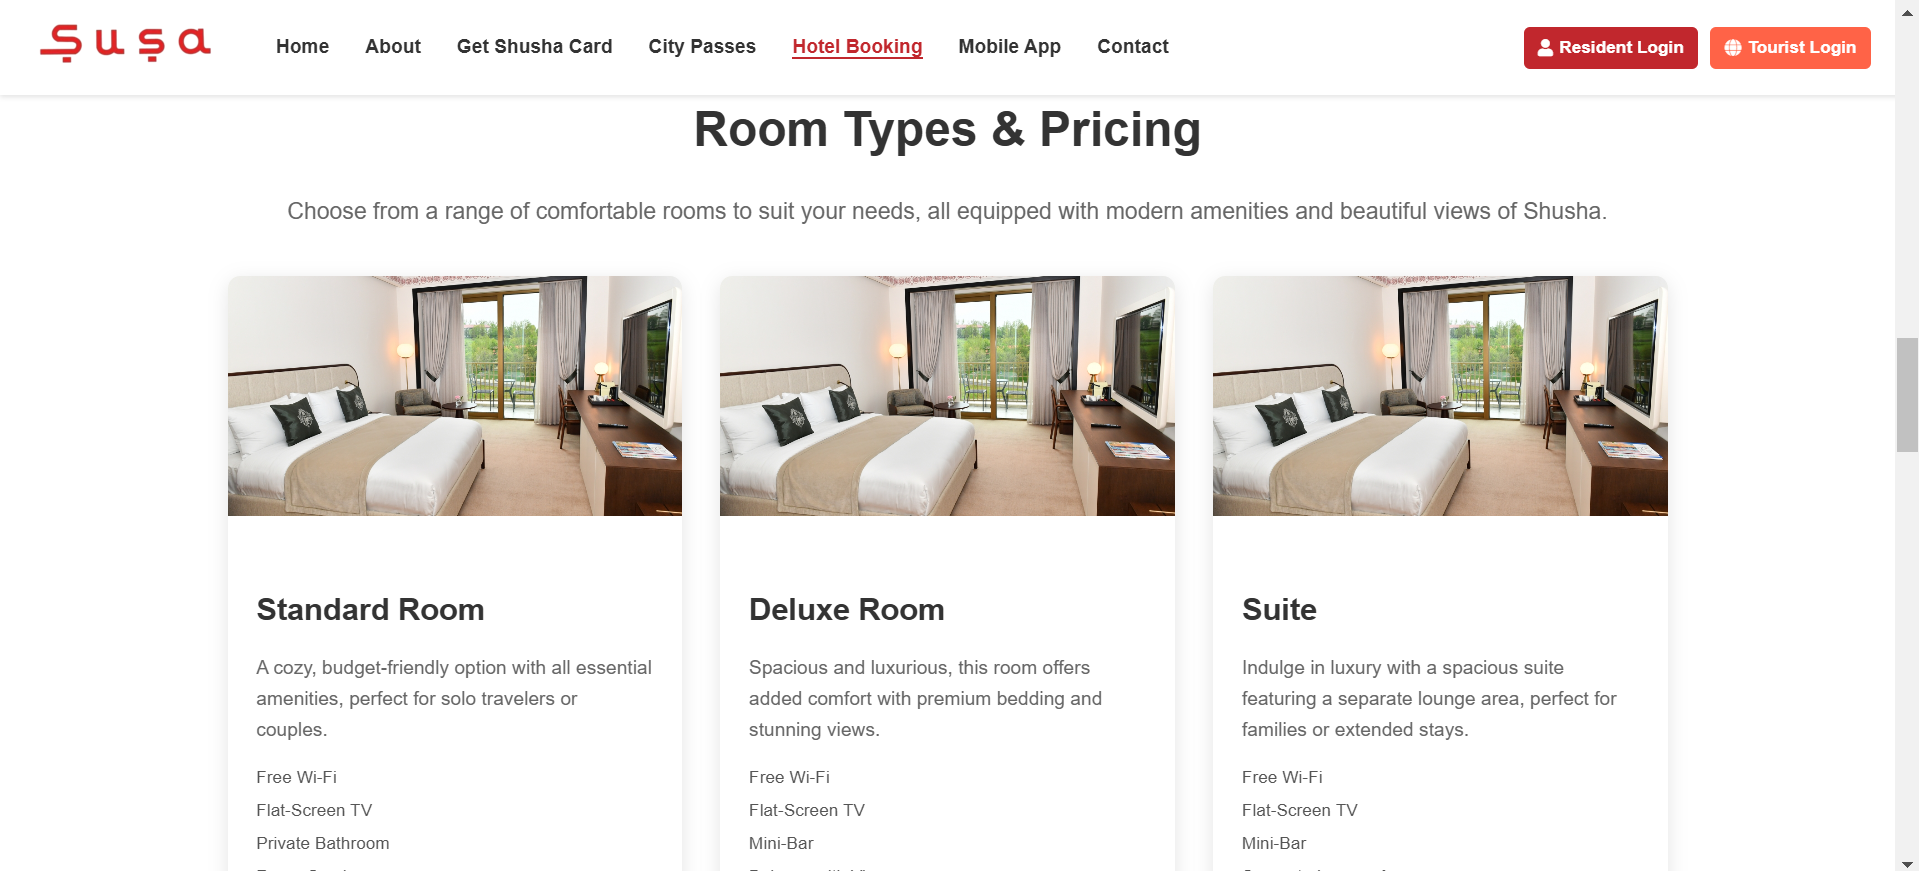 Şuşa
Home About Get Shusha Card City Passes Hotel Booking Mobile App Contact Resident Login Tourist Login
Room Types & Pricing
Choose from a range of comfortable rooms to suit your needs, all equipped with modern amenities and beautiful views of Shusha.
Standard Room
A cozy, budget-friendly option with all essential
amenities, perfect for solo travelers or
couples.
Free Wi-Fi
Flat-Screen TV
Private Bathroom
Deluxe Room
Spacious and luxurious, this room offers
added comfort with premium bedding and
stunning views.
Free Wi-Fi
Flat-Screen TV
Mini-Bar
Suite
Indulge in luxury with a spacious suite
featuring a separate lounge area, perfect for
families or extended stays.
Free Wi-Fi
Flat-Screen TV
Mini-Bar